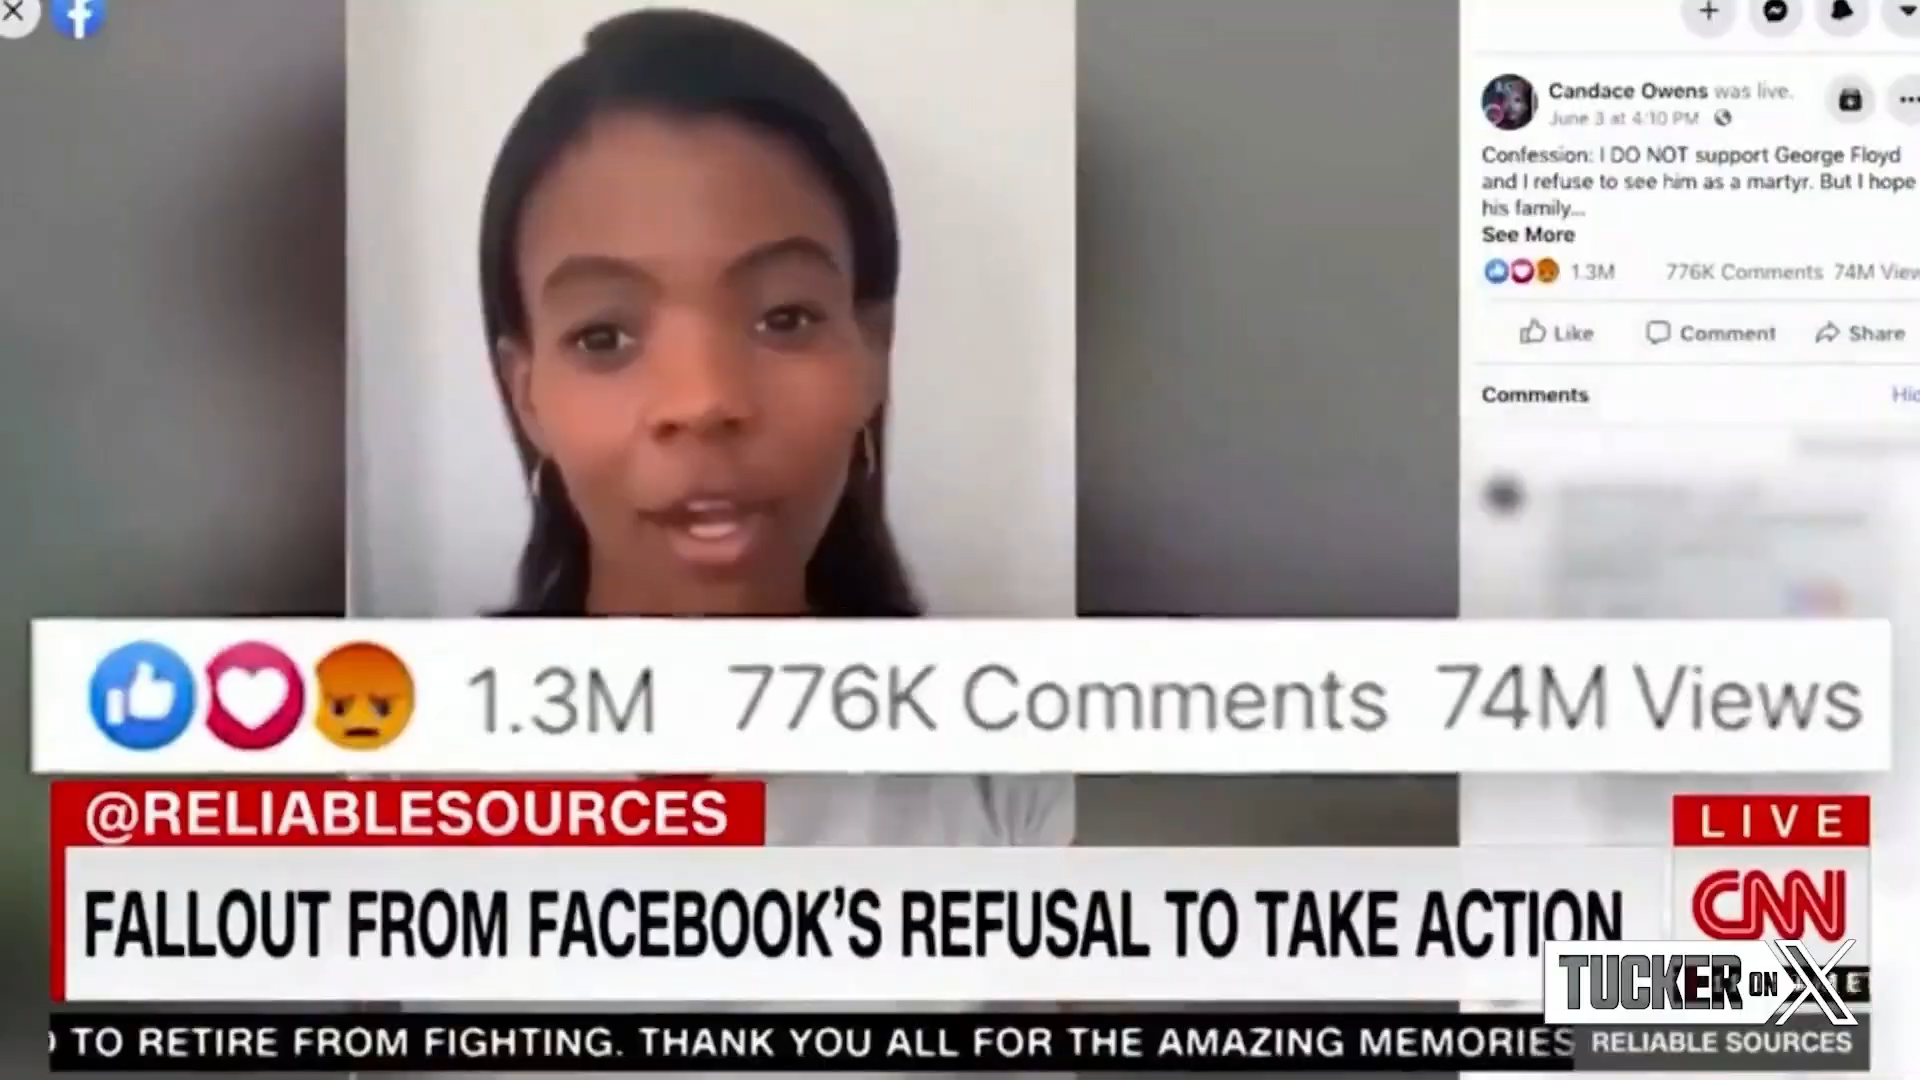 Candace Owens was live.
June 3 at 4:10 PM
Confession: I DO NOT support George Floyd
and I refuse to see him as a martyr. But I hope
his family...
See More
1.3M 776K Comments 74M View
Like Comment Share
Comments Hid
1.3M 776K Comments 74M Views
@RELIABLESOURCES
LIVE
FALLOUT FROM FACEBOOK'S REFUSAL TO TAKE ACTION
CNN
TUCKER ON X
TO RETIRE FROM FIGHTING. THANK YOU ALL FOR THE AMAZING MEMORIES
RELIABLE SOURCES